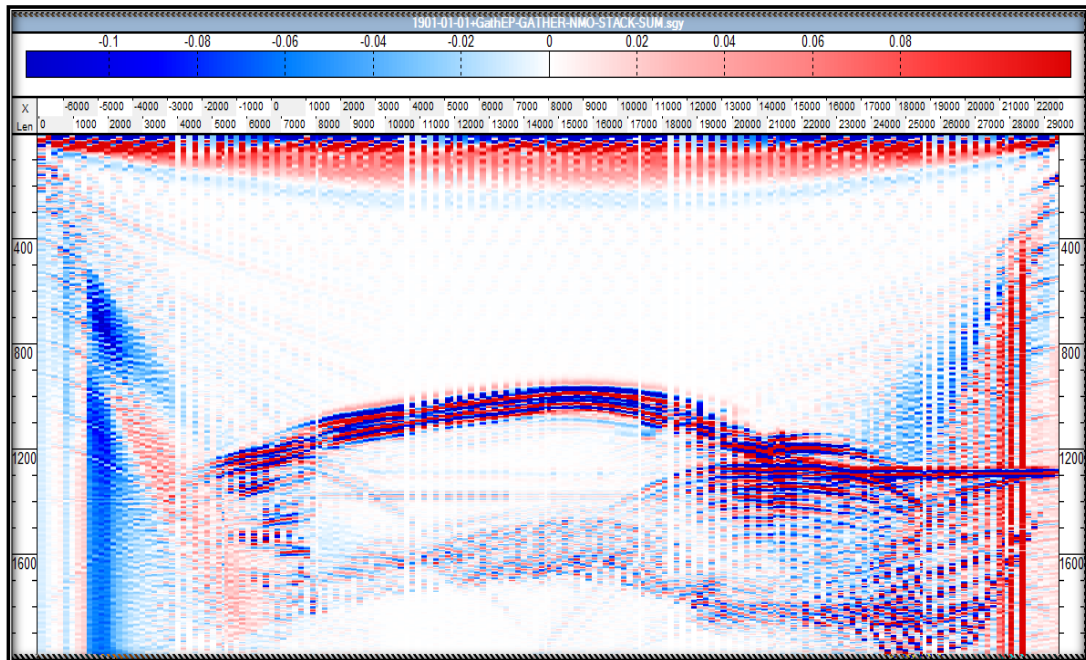 1901-01-01+GathEP-GATHER-NMO-STACK-SUM.sgy
-0.1 -0.08 -0.06 -0.04 -0.02 0 0.02 0.04 0.06 0.08
X -6000 -5000 -4000 -3000 -2000 -1000 0 1000 2000 3000 4000 5000 6000 7000 8000 9000 10000 11000 12000 13000 14000 15000 16000 17000 18000 19000 20000 21000 22000
Len 0 1000 2000 3000 4000 5000 6000 7000 8000 9000 10000 11000 12000 13000 14000 15000 16000 17000 18000 19000 20000 21000 22000 23000 24000 25000 26000 27000 28000 29000
400 400
800 800
1200 1200
1600 1600